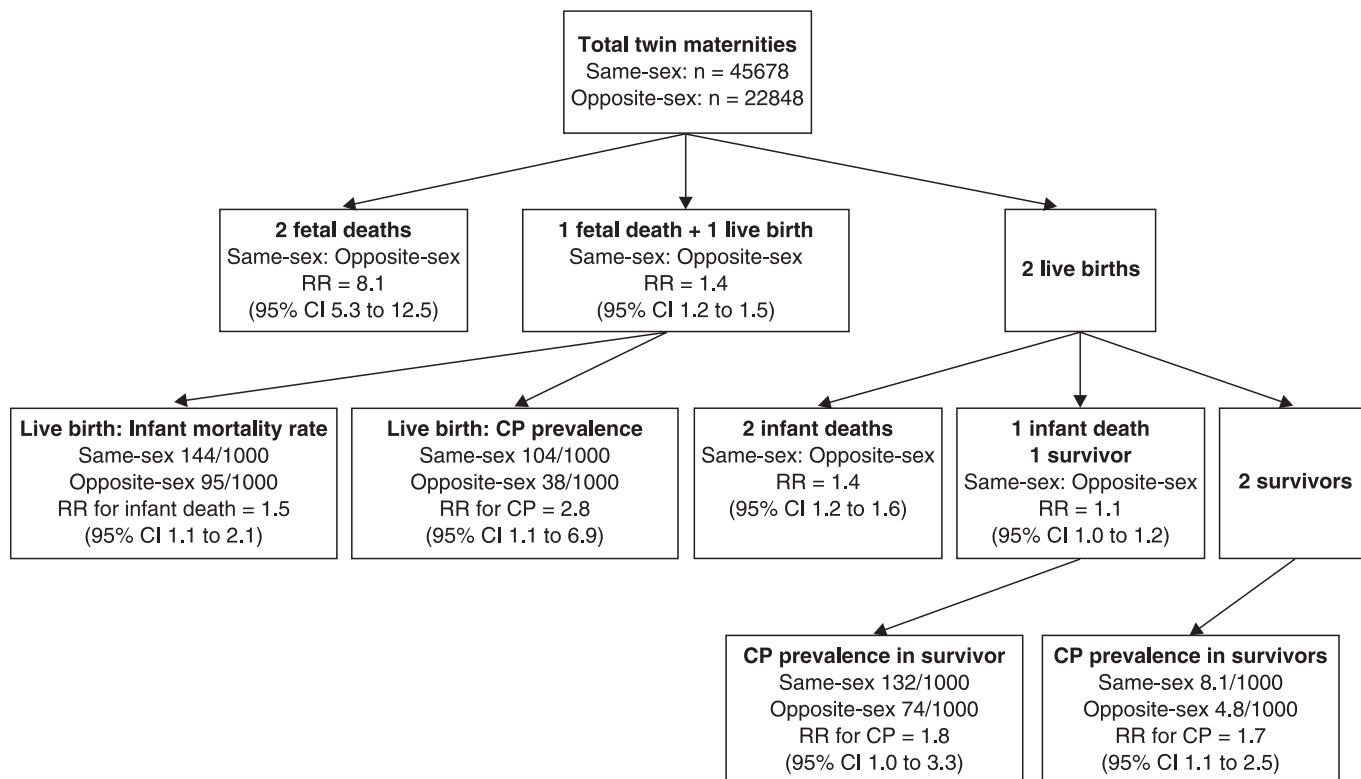 Total twin maternities
Same-sex: n = 45678
Opposite-sex: n = 22848
2 fetal deaths
Same-sex: Opposite-sex
RR = 8.1
(95% CI 5.3 to 12.5)
1 fetal death + 1 live birth
Same-sex: Opposite-sex
RR = 1.4
(95% CI 1.2 to 1.5)
2 live births
Live birth: Infant mortality rate
Same-sex 144/1000
Opposite-sex 95/1000
RR for infant death = 1.5
(95% CI 1.1 to 2.1)
Live birth: CP prevalence
Same-sex 104/1000
Opposite-sex 38/1000
RR for CP = 2.8
(95% CI 1.1 to 6.9)
2 infant deaths
Same-sex: Opposite-sex
RR = 1.4
(95% CI 1.2 to 1.6)
1 infant death
1 survivor
Same-sex: Opposite-sex
RR = 1.1
(95% CI 1.0 to 1.2)
2 survivors
CP prevalence in survivor
Same-sex 132/1000
Opposite-sex 74/1000
RR for CP = 1.8
(95% CI 1.0 to 3.3)
CP prevalence in survivors
Same-sex 8.1/1000
Opposite-sex 4.8/1000
RR for CP = 1.7
(95% CI 1.1 to 2.5)